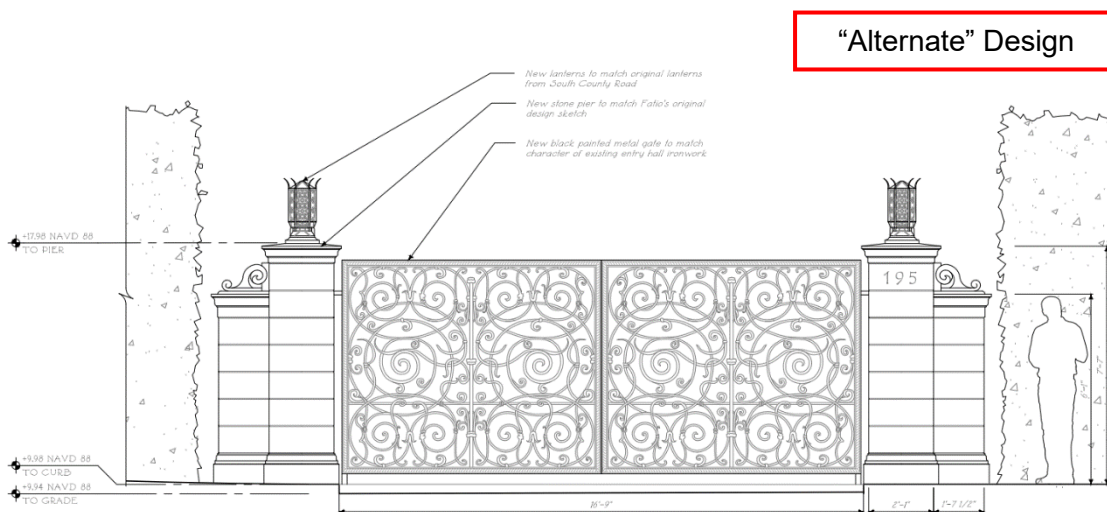 “Alternate” Design
New lanterns to match original lanterns
from South County Road
New stone pier to match Fatio's original
design sketch
New black painted metal gate to match
character of existing entry hall ironwork
+17.98 NAVD 88
TO PIER
195
7'-7"
6'-1"
+9.98 NAVD 88
TO CURB
+9.94 NAVD 88
TO GRADE
16'-9"
2'-1"
1'-7 1/2"